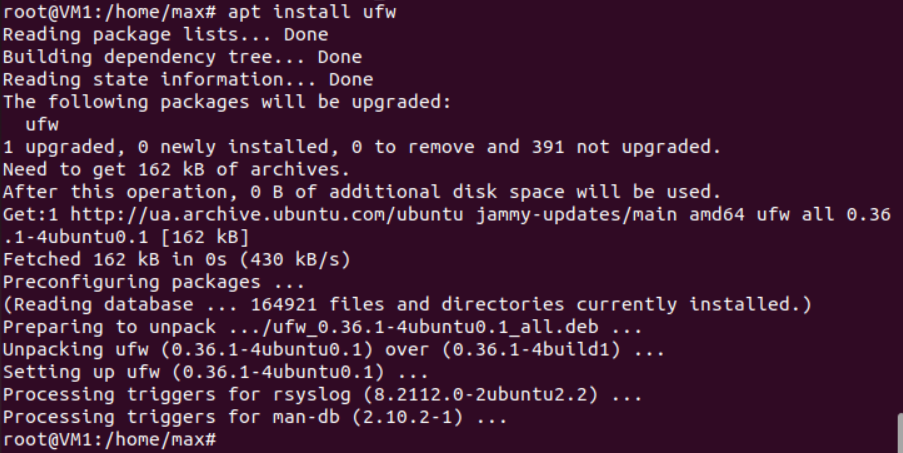 root@VM1:/home/max# apt install ufw
Reading package lists... Done
Building dependency tree... Done
Reading state information... Done
The following packages will be upgraded:
  ufw
1 upgraded, 0 newly installed, 0 to remove and 391 not upgraded.
Need to get 162 kB of archives.
After this operation, 0 B of additional disk space will be used.
Get:1 http://ua.archive.ubuntu.com/ubuntu jammy-updates/main amd64 ufw all 0.36
.1-4ubuntu0.1 [162 kB]
Fetched 162 kB in 0s (430 kB/s)
Preconfiguring packages ...
(Reading database ... 164921 files and directories currently installed.)
Preparing to unpack .../ufw_0.36.1-4ubuntu0.1_all.deb ...
Unpacking ufw (0.36.1-4ubuntu0.1) over (0.36.1-4build1) ...
Setting up ufw (0.36.1-4ubuntu0.1) ...
Processing triggers for rsyslog (8.2112.0-2ubuntu2.2) ...
Processing triggers for man-db (2.10.2-1) ...
root@VM1:/home/max#